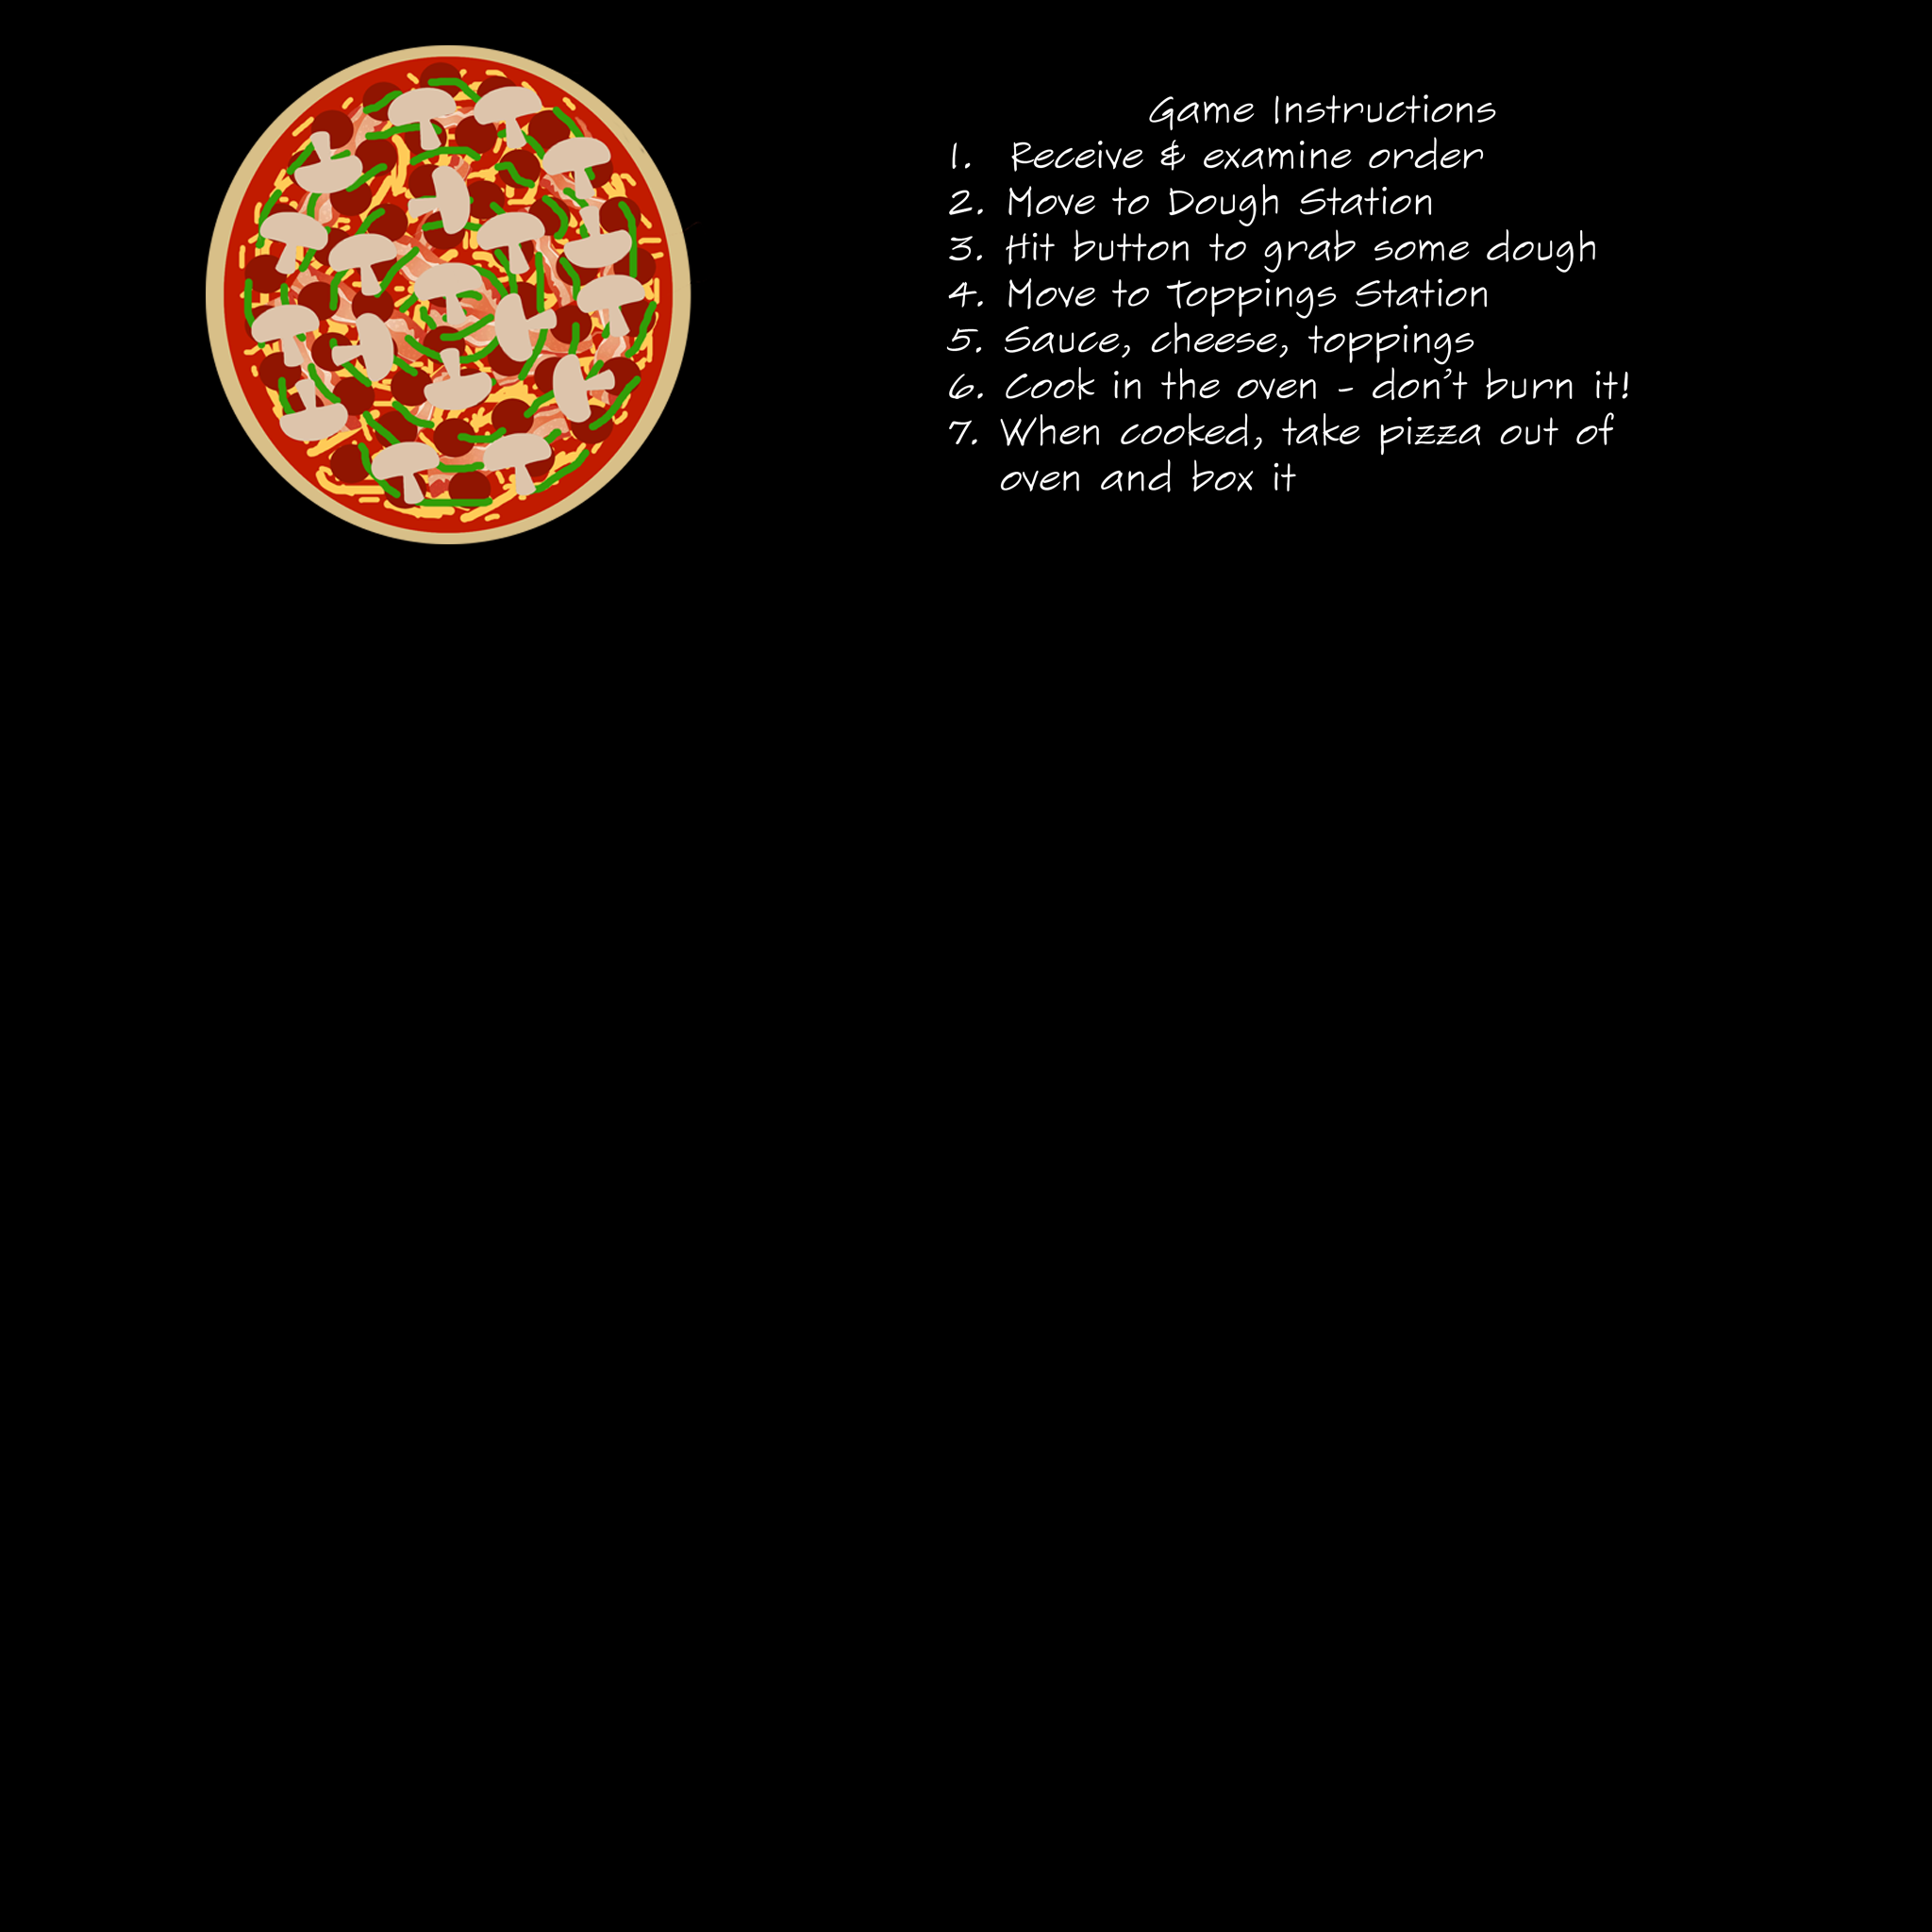 Game Instructions
1. Receive & examine order
2. Move to Dough Station
3. Hit button to grab some dough
4. Move to Toppings Station
5. Sauce, cheese, toppings
6. Cook in the oven - don't burn it!
7. When cooked, take pizza out of
oven and box it